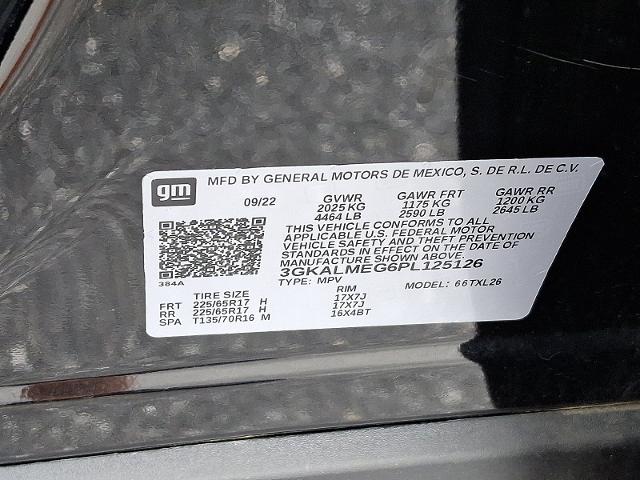 gm
MFD BY GENERAL MOTORS DE MEXICO, S. DE R.L. DE C.V.
09/22 GVWR GAWR FRT GAWR RR
2025 KG 1175 KG 1200 KG
4464 LB 2590 LB 2645 LB
THIS VEHICLE CONFORMS TO ALL
APPLICABLE U.S. FEDERAL MOTOR
VEHICLE SAFETY AND THEFT PREVENTION
STANDARDS IN EFFECT ON THE DATE OF
MANUFACTURE SHOWN ABOVE.
3GKALMEG6PL125126
384A
TYPE: MPV MODEL: 66TXL26
TIRE SIZE RIM
FRT 225/65R17 H 17X7J
RR 225/65R17 H 17X7J
SPA T135/70R16 M 16X4BT